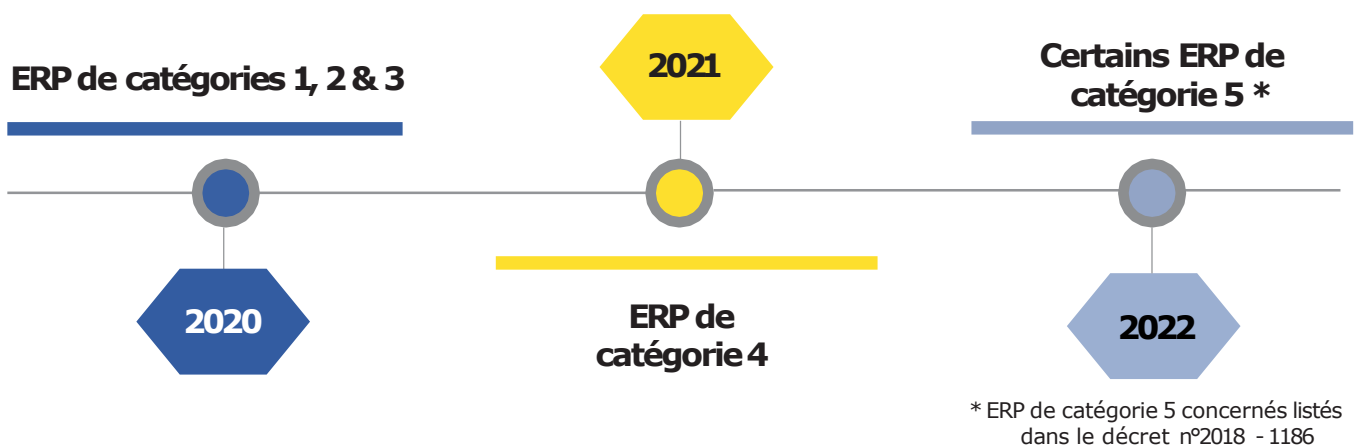 ERP de catégories 1, 2 & 3
2020
2021
ERP de
catégorie 4
Certains ERP de
catégorie 5 *
2022
* ERP de catégorie 5 concernés listés
dans le décret nº2018 - 1186